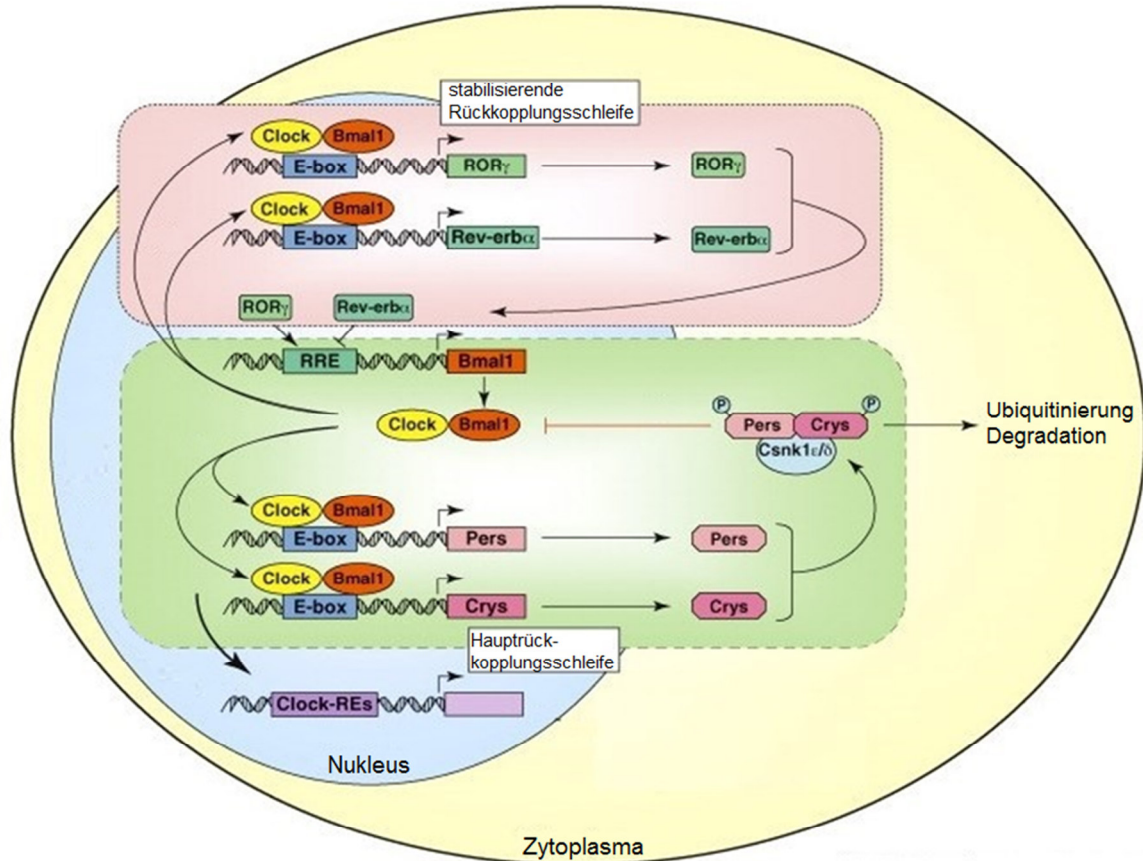 stabilisierende
Rückkopplungsschleife
Clock Bmal1
E-box RORγ RORγ
Clock Bmal1
E-box Rev-erbα Rev-erbα
RORγ Rev-erbα
RRE Bmal1
Clock Bmal1
P P
Pers Crys
Csnk1ε/δ
Ubiquitinierung
Degradation
Clock Bmal1
E-box Pers Pers
Clock Bmal1
E-box Crys Crys
Hauptrück-
kopplungsschleife
Clock-REs
Nukleus
Zytoplasma